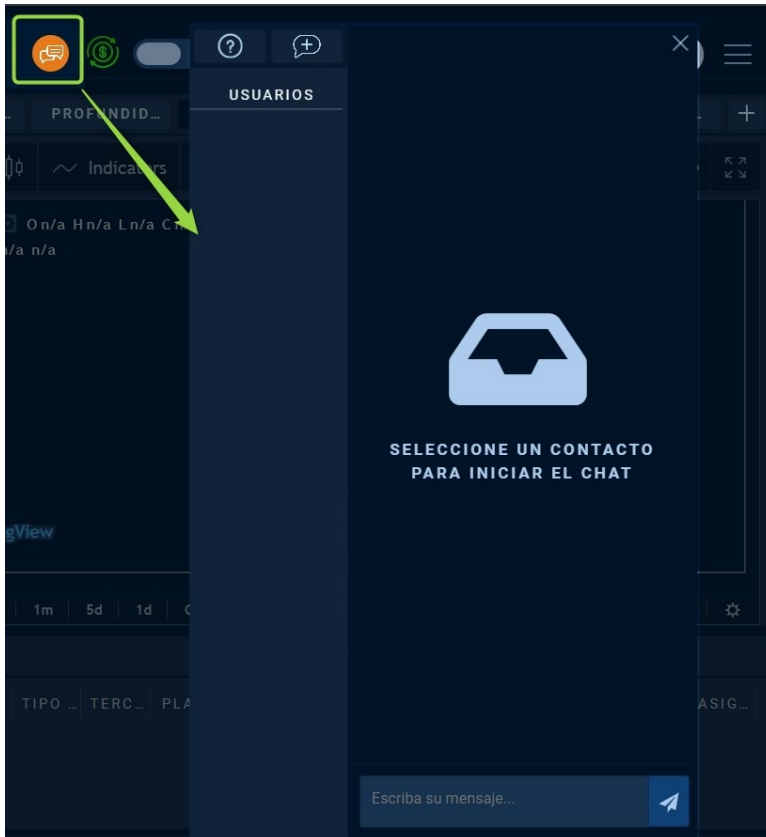 USUARIOS
PROFUNDID…
Indicators
On/a Hn/a Ln/a C
n/a
SELECCIONE UN CONTACTO
PARA INICIAR EL CHAT
gView
1m 5d 1d
TIPO … TERC… PLA
ASIG…
Escriba su mensaje...